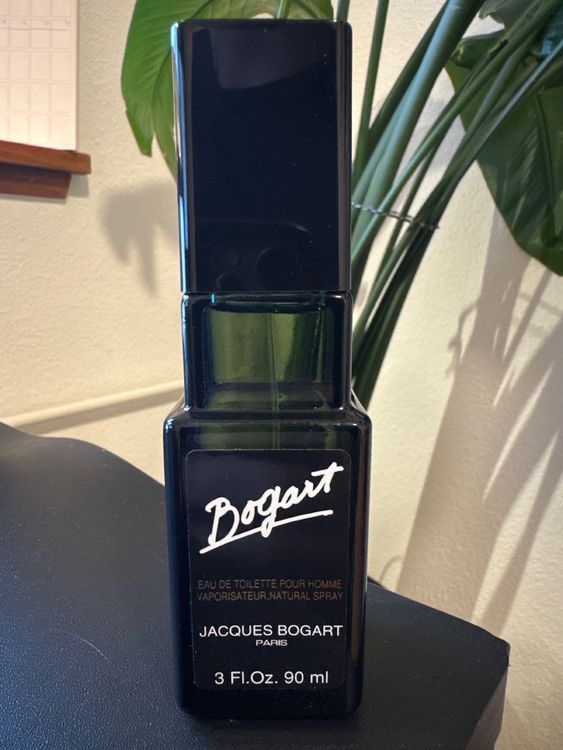 Bogart
EAU DE TOILETTE POUR HOMME
VAPORISATEUR.NATURAL SPRAY
JACQUES BOGART
PARIS
3 Fl.Oz. 90 ml